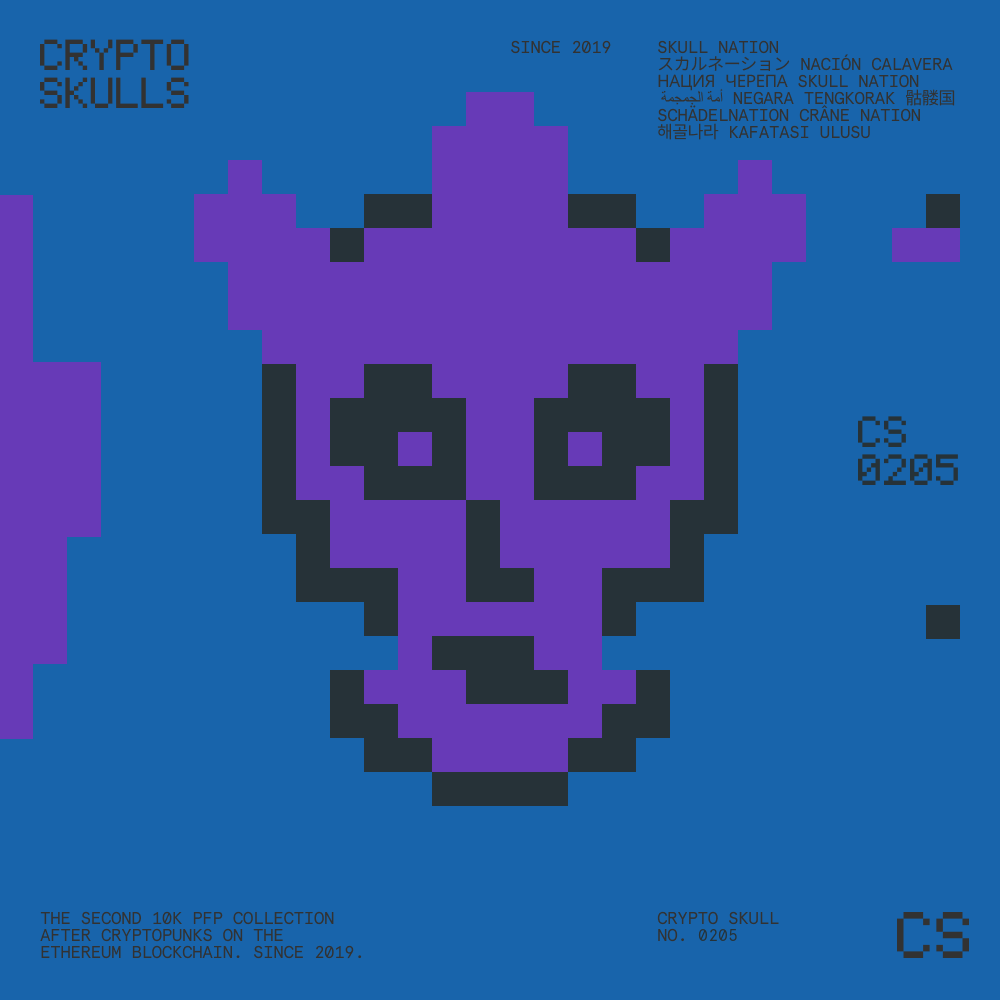 CRYPTO
SKULLS
SINCE 2019
SKULL NATION
スカルネーション NACIÓN CALAVERA
НАЦИЯ ЧЕРЕПА SKULL NATION
أمة الجمجمة NEGARA TENGKORAK 骷髅国
SCHÄDELNATION CRÂNE NATION
해골나라 KAFATASI ULUSU
CS
0205
THE SECOND 10K PFP COLLECTION
AFTER CRYPTOPUNKS ON THE
ETHEREUM BLOCKCHAIN. SINCE 2019.
CRYPTO SKULL
NO. 0205
CS